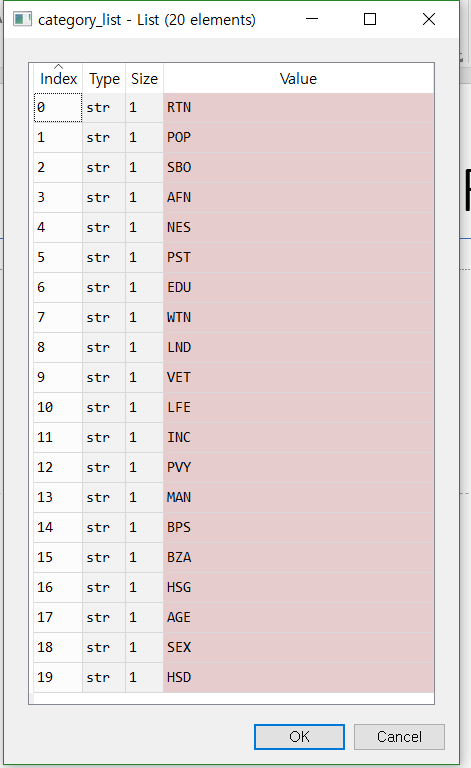 category_list - List (20 elements)
Index Type Size Value
0 str 1 RTN
1 str 1 POP
2 str 1 SBO
3 str 1 AFN
4 str 1 NES
5 str 1 PST
6 str 1 EDU
7 str 1 WTN
8 str 1 LND
9 str 1 VET
10 str 1 LFE
11 str 1 INC
12 str 1 PVY
13 str 1 MAN
14 str 1 BPS
15 str 1 BZA
16 str 1 HSG
17 str 1 AGE
18 str 1 SEX
19 str 1 HSD
OK Cancel